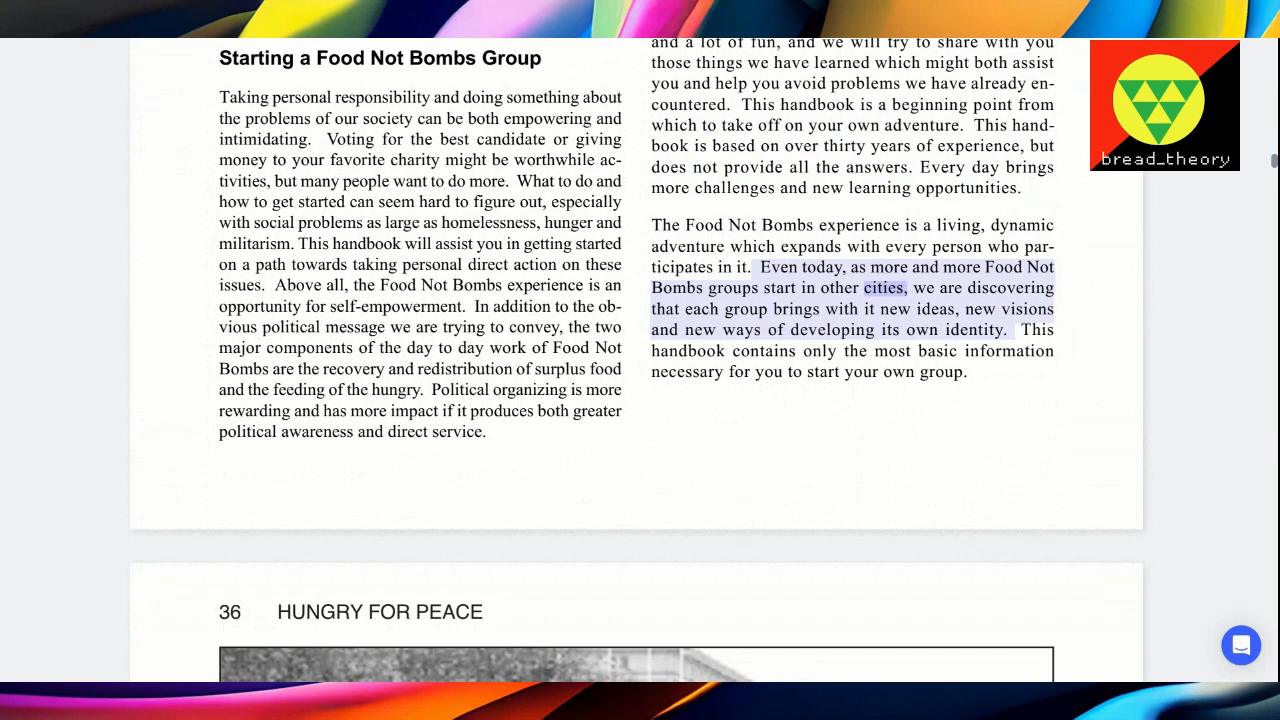 Starting a Food Not Bombs Group
Taking personal responsibility and doing something about
the problems of our society can be both empowering and
intimidating. Voting for the best candidate or giving
money to your favorite charity might be worthwhile ac-
tivities, but many people want to do more. What to do and
how to get started can seem hard to figure out, especially
with social problems as large as homelessness, hunger and
militarism. This handbook will assist you in getting started
on a path towards taking personal direct action on these
issues. Above all, the Food Not Bombs experience is an
opportunity for self-empowerment. In addition to the ob-
vious political message we are trying to convey, the two
major components of the day to day work of Food Not
Bombs are the recovery and redistribution of surplus food
and the feeding of the hungry. Political organizing is more
rewarding and has more impact if it produces both greater
political awareness and direct service.
and a lot of fun, and we will try to share with you
those things we have learned which might both assist
you and help you avoid problems we have already en-
countered. This handbook is a beginning point from
which to take off on your own adventure. This hand-
book is based on over thirty years of experience, but
does not provide all the answers. Every day brings
more challenges and new learning opportunities.
The Food Not Bombs experience is a living, dynamic
adventure which expands with every person who par-
ticipates in it. Even today, as more and more Food Not
Bombs groups start in other cities, we are discovering
that each group brings with it new ideas, new visions
and new ways of developing its own identity. This
handbook contains only the most basic information
necessary for you to start your own group.
bread_theory
36 HUNGRY FOR PEACE